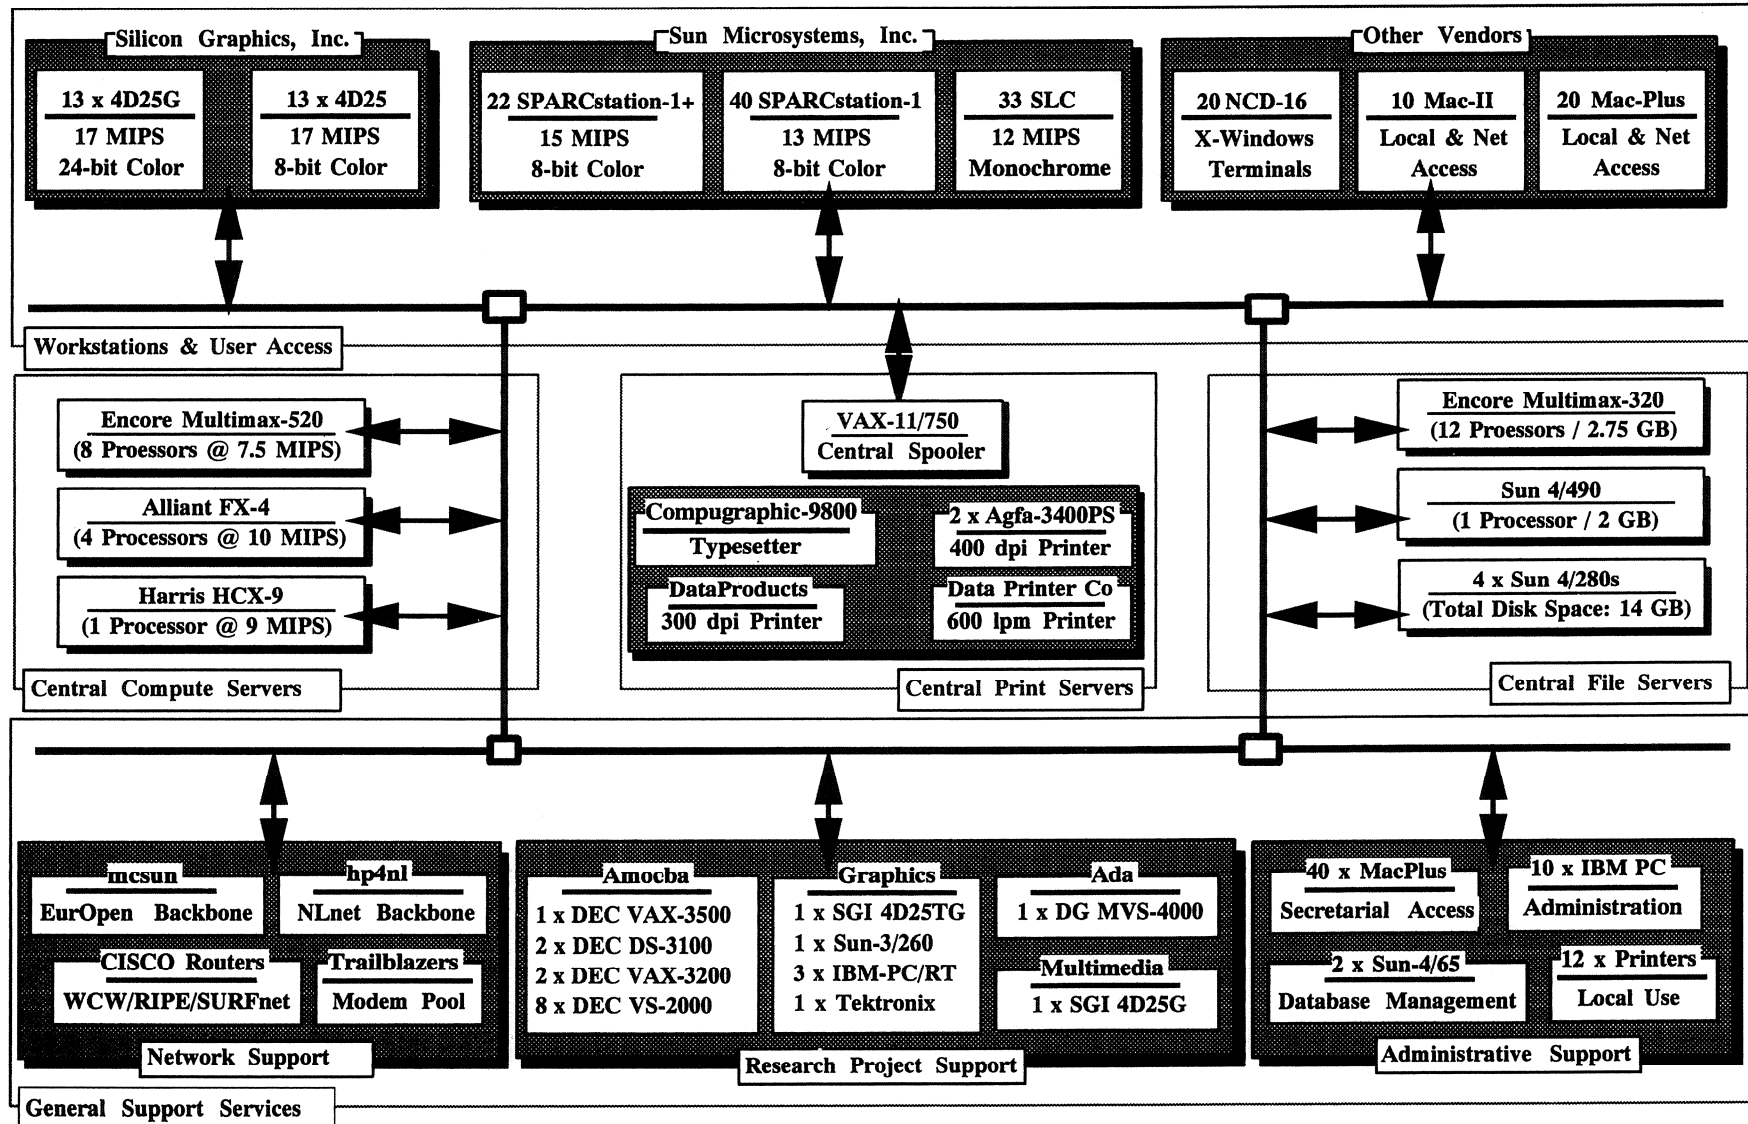 Silicon Graphics, Inc.
13 x 4D25G
17 MIPS
24-bit Color
13 x 4D25
17 MIPS
8-bit Color
Sun Microsystems, Inc.
22 SPARCstation-1+
15 MIPS
8-bit Color
40 SPARCstation-1
13 MIPS
8-bit Color
33 SLC
12 MIPS
Monochrome
Other Vendors
20 NCD-16
X-Windows
Terminals
10 Mac-II
Local & Net
Access
20 Mac-Plus
Local & Net
Access
Workstations & User Access
Encore Multimax-520
(8 Proessors @ 7.5 MIPS)
Alliant FX-4
(4 Processors @ 10 MIPS)
Harris HCX-9
(1 Processor @ 9 MIPS)
Central Compute Servers
VAX-11/750
Central Spooler
Compugraphic-9800
Typesetter
2 x Agfa-3400PS
400 dpi Printer
DataProducts
300 dpi Printer
Data Printer Co
600 lpm Printer
Central Print Servers
Encore Multimax-320
(12 Proessors / 2.75 GB)
Sun 4/490
(1 Processor / 2 GB)
4 x Sun 4/280s
(Total Disk Space: 14 GB)
Central File Servers
mcsun
EurOpen Backbone
hp4nl
NLnet Backbone
CISCO Routers
WCW/RIPE/SURFnet
Trailblazers
Modem Pool
Network Support
Amocba
1 x DEC VAX-3500
2 x DEC DS-3100
2 x DEC VAX-3200
8 x DEC VS-2000
Graphics
1 x SGI 4D25TG
1 x Sun-3/260
3 x IBM-PC/RT
1 x Tektronix
Ada
1 x DG MVS-4000
Multimedia
1 x SGI 4D25G
Research Project Support
40 x MacPlus
Secretarial Access
10 x IBM PC
Administration
2 x Sun-4/65
Database Management
12 x Printers
Local Use
Administrative Support
General Support Services